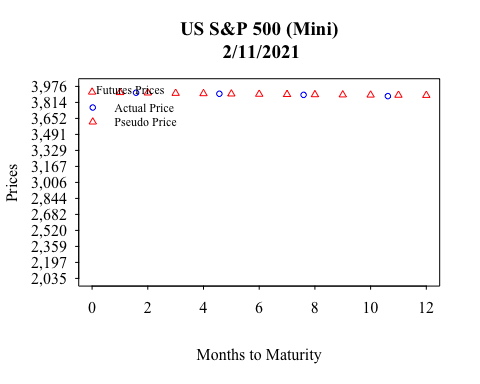 US S&P 500 (Mini)
2/11/2021
Futures Prices
Actual Price
Pseudo Price
Prices
3,976
3,814
3,652
3,491
3,329
3,167
3,006
2,844
2,682
2,520
2,359
2,197
2,035
0 2 4 6 8 10 12
Months to Maturity